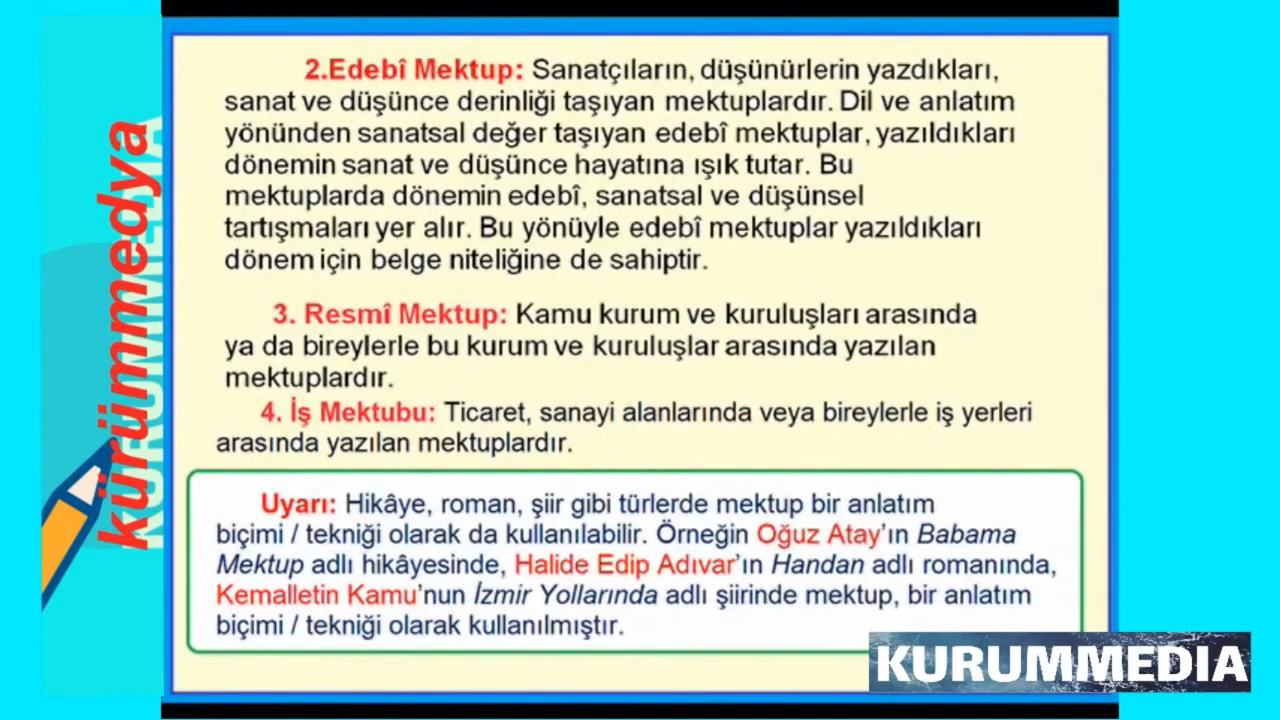 2.Edebî Mektup: Sanatçıların, düşünürlerin yazdıkları,
sanat ve düşünce derinliği taşıyan mektuplardır. Dil ve anlatım
yönünden sanatsal değer taşıyan edebî mektuplar, yazıldıkları
dönemin sanat ve düşünce hayatına ışık tutar. Bu
mektuplarda dönemin edebî, sanatsal ve düşünsel
tartışmaları yer alır. Bu yönüyle edebî mektuplar yazıldıkları
dönem için belge niteliğine de sahiptir.
3. Resmî Mektup: Kamu kurum ve kuruluşları arasında
ya da bireylerle bu kurum ve kuruluşlar arasında yazılan
mektuplardır.
4. İş Mektubu: Ticaret, sanayi alanlarında veya bireylerle iş yerleri
arasında yazılan mektuplardır.
Uyarı: Hikâye, roman, şiir gibi türlerde mektup bir anlatım
biçimi / tekniği olarak da kullanılabilir. Örneğin Oğuz Atay'ın Babama
Mektup adlı hikâyesinde, Halide Edip Adıvar'ın Handan adlı romanında,
Kemalletin Kamu'nun İzmir Yollarında adlı şiirinde mektup, bir anlatım
biçimi / tekniği olarak kullanılmıştır.
kürümmedya
KURUMMEDIA
KURUMMEDIA